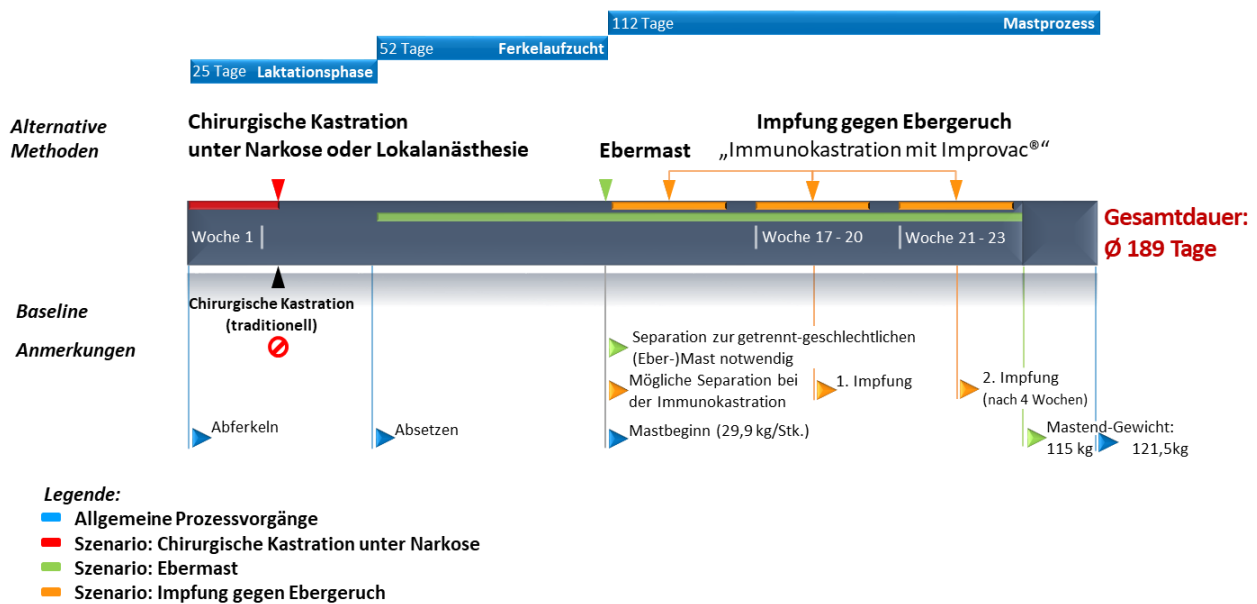 112 Tage Mastprozess
52 Tage Ferkelaufzucht
25 Tage Laktationsphase
Alternative
Methoden
Chirurgische Kastration
unter Narkose oder Lokalanästhesie
Ebermast
Impfung gegen Ebergeruch
„Immunokastration mit Improvac®“
Woche 1
Woche 17 - 20
Woche 21 - 23
Gesamtdauer:
Ø 189 Tage
Baseline
Chirurgische Kastration
(traditionell)
Anmerkungen
Separation zur getrennt-geschlechtlichen
(Eber-)Mast notwendig
Mögliche Separation bei
der Immunokastration
1. Impfung
2. Impfung
(nach 4 Wochen)
Abferkeln
Absetzen
Mastbeginn (29,9 kg/Stk.)
Mastend-Gewicht:
115 kg
121,5kg
Legende:
Allgemeine Prozessvorgänge
Szenario: Chirurgische Kastration unter Narkose
Szenario: Ebermast
Szenario: Impfung gegen Ebergeruch